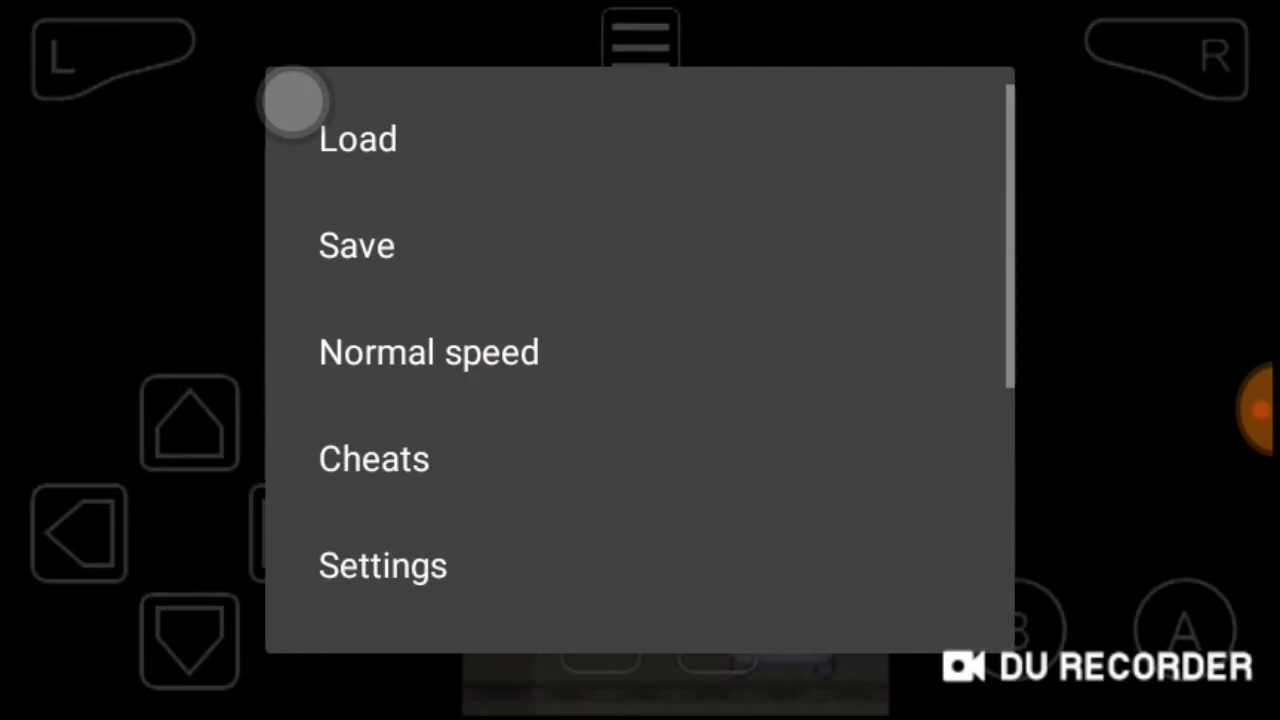 L
R
Load
Save
Normal speed
Cheats
Settings
B
A
DU RECORDER